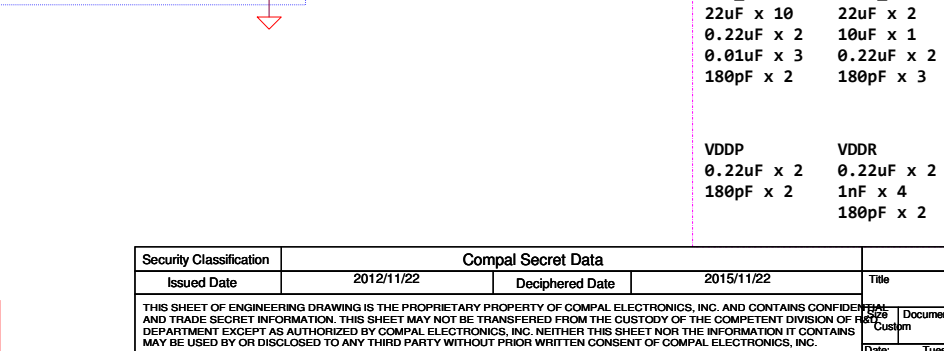 22uF x 10 22uF x 2
0.22uF x 2 10uF x 1
0.01uF x 3 0.22uF x 2
180pF x 2 180pF x 3
VDDP VDDR
0.22uF x 2 0.22uF x 2
180pF x 2 1nF x 4
180pF x 2
Security Classification Compal Secret Data
Issued Date 2012/11/22 Deciphered Date 2015/11/22 Title
THIS SHEET OF ENGINEERING DRAWING IS THE PROPRIETARY PROPERTY OF COMPAL ELECTRONICS, INC. AND CONTAINS CONFIDENTIAL
AND TRADE SECRET INFORMATION. THIS SHEET MAY NOT BE TRANSFERED FROM THE CUSTODY OF THE COMPETENT DIVISION OF R&D
DEPARTMENT EXCEPT AS AUTHORIZED BY COMPAL ELECTRONICS, INC. NEITHER THIS SHEET NOR THE INFORMATION IT CONTAINS
MAY BE USED BY OR DISCLOSED TO ANY THIRD PARTY WITHOUT PRIOR WRITTEN CONSENT OF COMPAL ELECTRONICS, INC.
Size
Custom
Date: